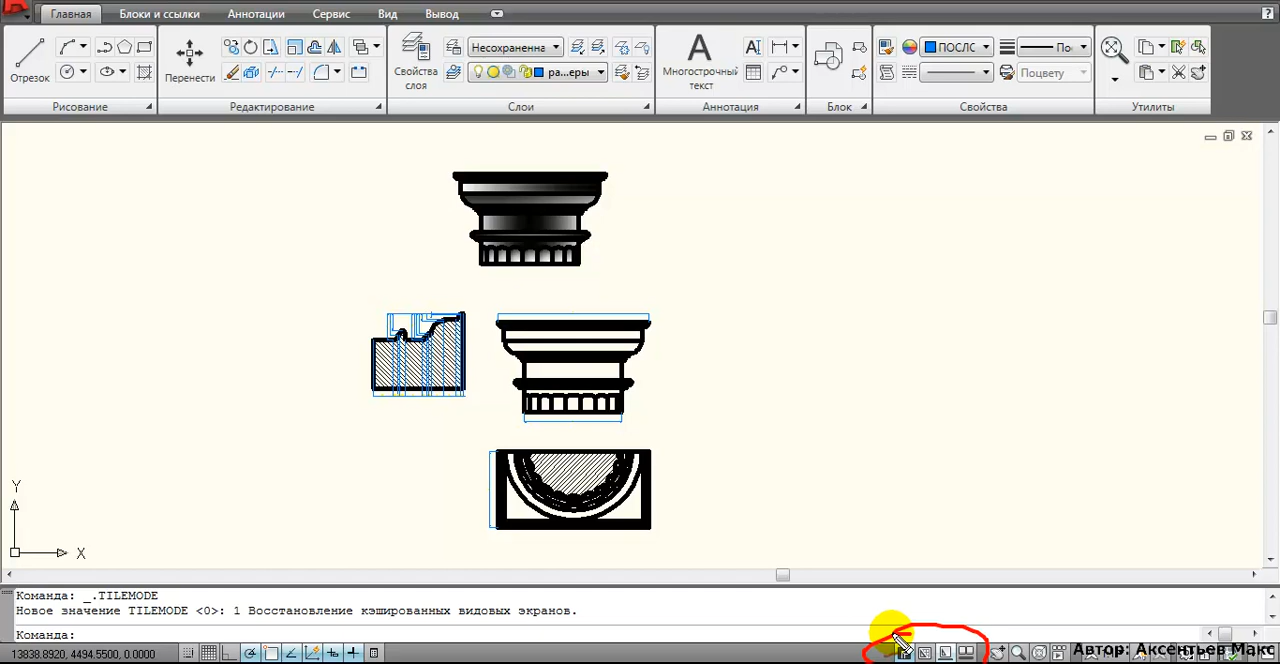 Главная Блоки и ссылки Аннотации Сервис Вид Вывод
Отрезок
Перенести
Свойства слоя
Несохраненна
ра...еры
Многострочный текст
ПОСЛС
По
Поцвету
Рисование Редактирование Слои Аннотация Блок Свойства Утилиты
Y
X
Команда: _.TILEMODE
Новое значение TILEMODE <0>: 1 Восстановление кэшированных видовых экранов.
Команда:
13838.8920, 4494.5500, 0.0000
Автор: Аксентьев Макс